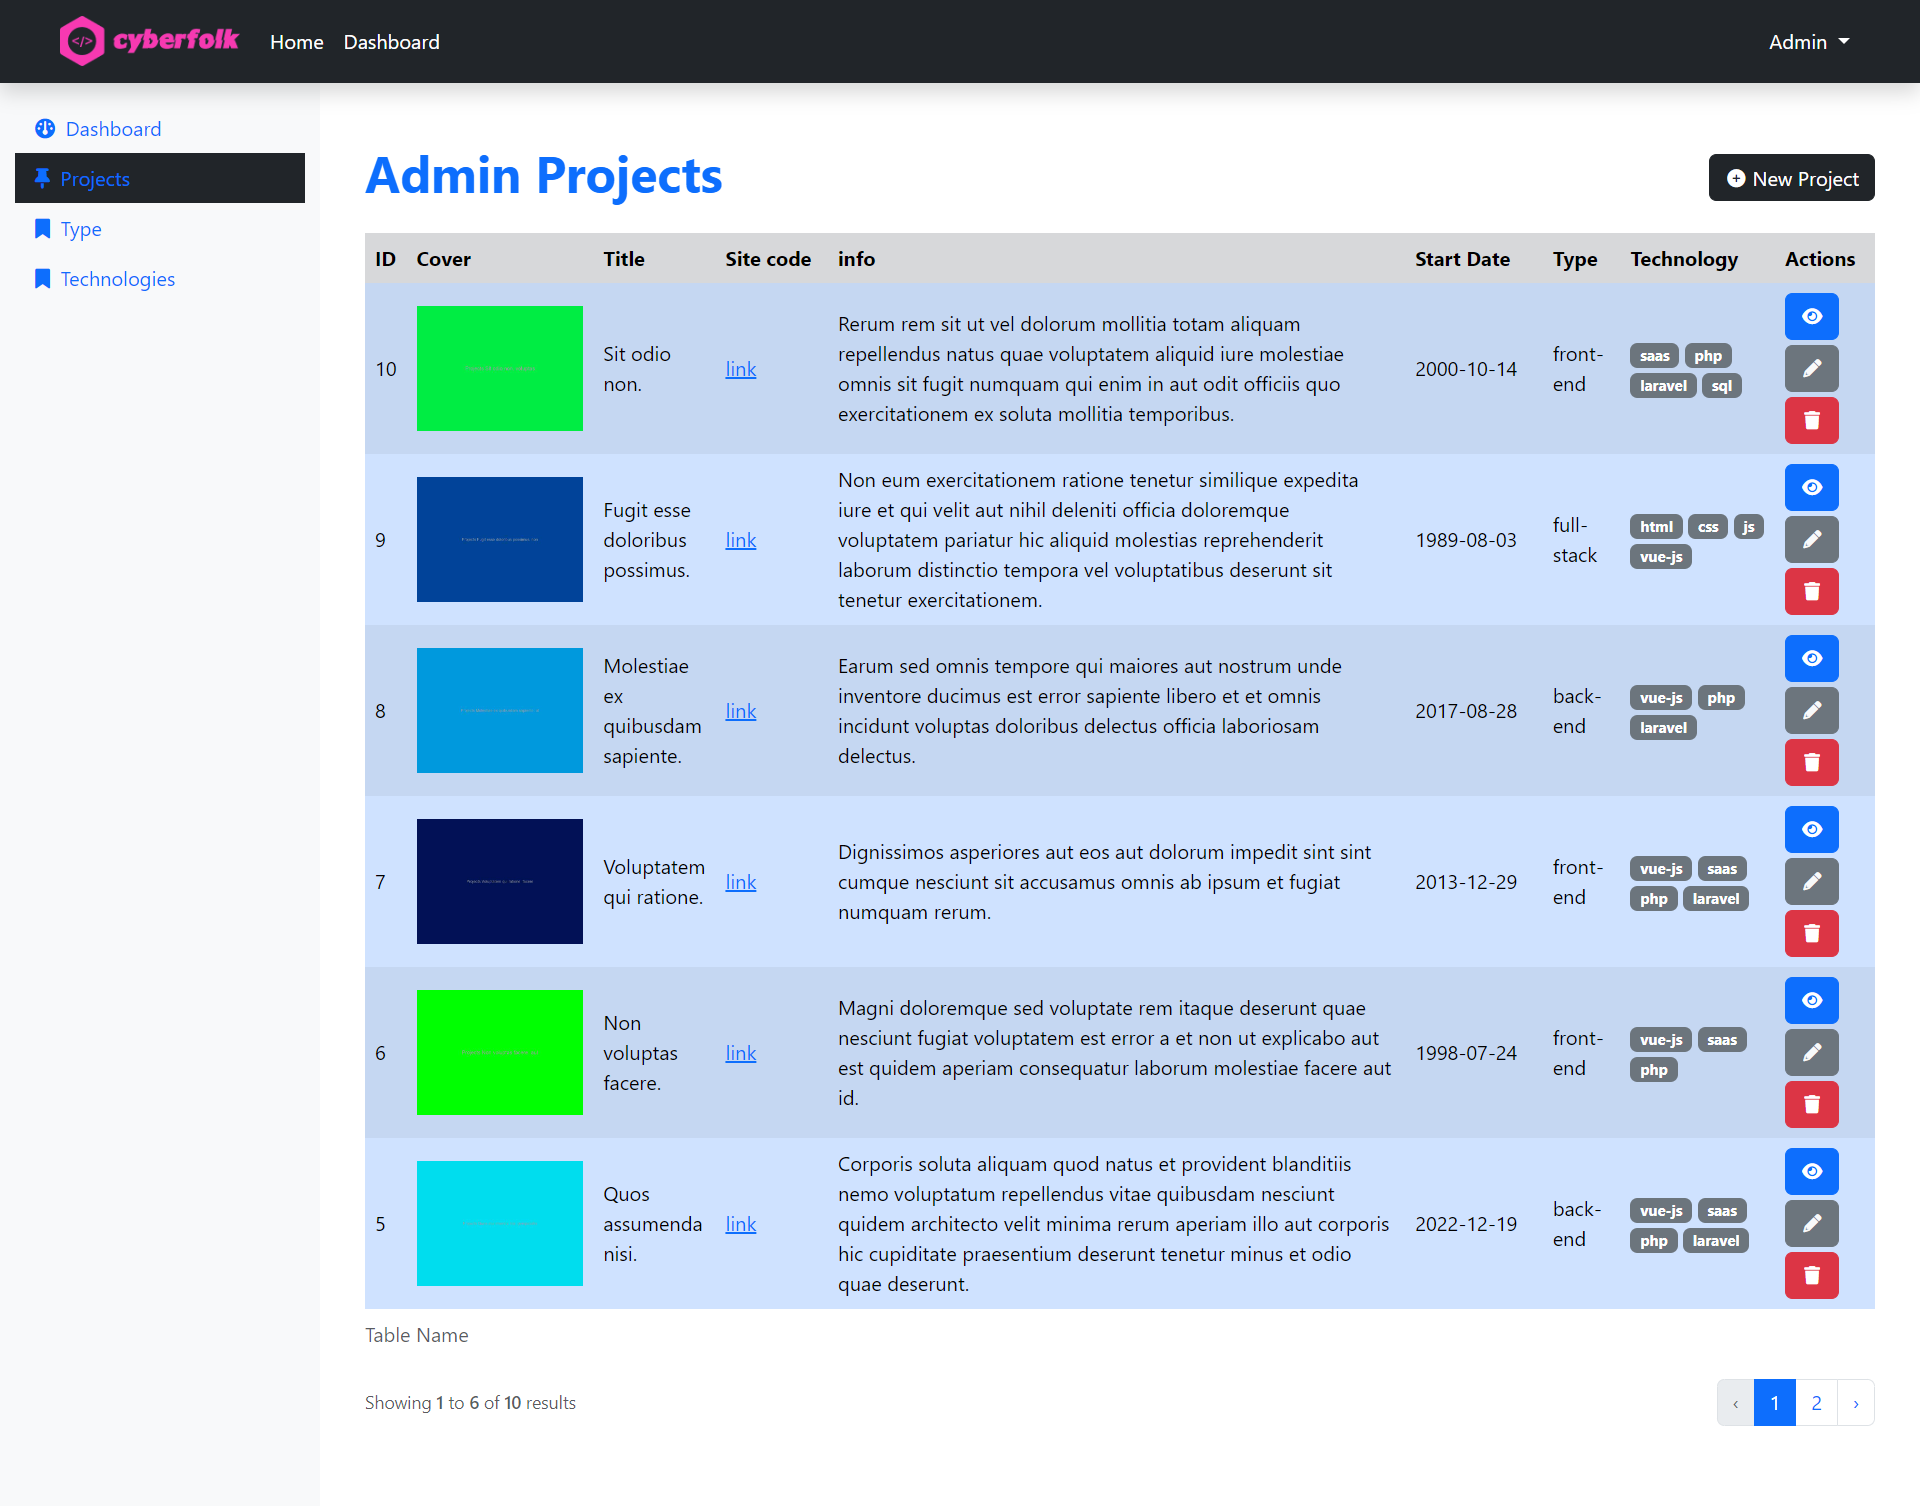 cyberfolk Home Dashboard Admin
Dashboard
Projects
Type
Technologies
Admin Projects
New Project
ID Cover Title Site code info Start Date Type Technology Actions
10 Sit odio non. link Rerum rem sit ut vel dolorum mollitia totam aliquam
repellendus natus quae voluptatem aliquid iure molestiae
omnis sit fugit numquam qui enim in aut odit officiis quo
exercitationem ex soluta mollitia temporibus.
2000-10-14 front-end saas php
laravel sql
9 Fugit esse doloribus possimus. link Non eum exercitationem ratione tenetur similique expedita
iure et qui velit aut nihil deleniti officia doloremque
voluptatem pariatur hic aliquid molestias reprehenderit
laborum distinctio tempora vel voluptatibus deserunt sit
tenetur exercitationem.
1989-08-03 full-stack html css js
vue-js
8 Molestiae ex quibusdam sapiente. link Earum sed omnis tempore qui maiores aut nostrum unde
inventore ducimus est error sapiente libero et et omnis
incidunt voluptas doloribus delectus officia laboriosam
delectus.
2017-08-28 back-end vue-js php
laravel
7 Voluptatem qui ratione. link Dignissimos asperiores aut eos aut dolorum impedit sint sint
cumque nesciunt sit accusamus omnis ab ipsum et fugiat
numquam rerum.
2013-12-29 front-end vue-js saas
php laravel
6 Non voluptas facere. link Magni doloremque sed voluptate rem itaque deserunt quae
nesciunt fugiat voluptatem est error a et non ut explicabo aut
est quidem aperiam consequatur laborum molestiae facere aut
id.
1998-07-24 front-end vue-js saas
php
5 Quos assumenda nisi. link Corporis soluta aliquam quod natus et provident blanditiis
nemo voluptatum repellendus vitae quibusdam nesciunt
quidem architecto velit minima rerum aperiam illo aut corporis
hic cupiditate praesentium deserunt tenetur minus et odio
quae deserunt.
2022-12-19 back-end vue-js saas
php laravel
Table Name
Showing 1 to 6 of 10 results ‹ 1 2 ›